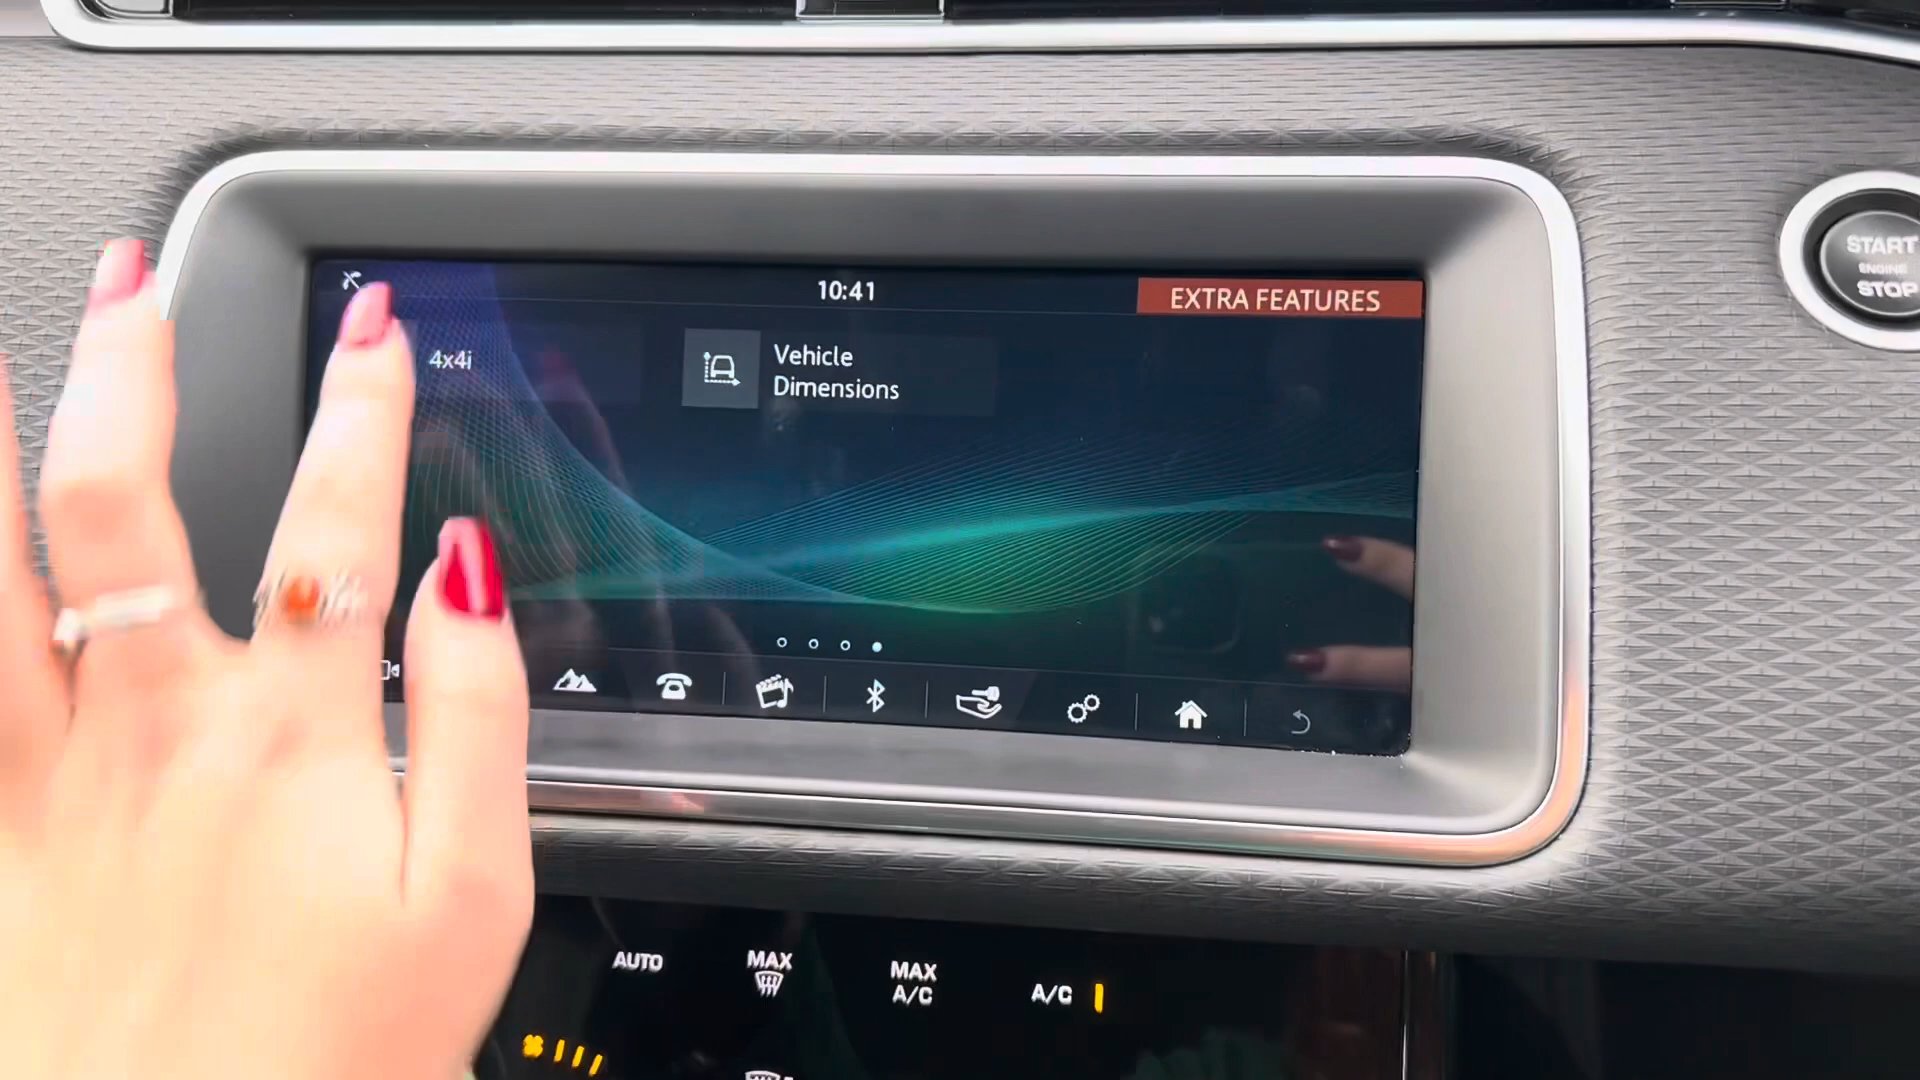 START
ENGINE
STOP
10:41
EXTRA FEATURES
4x4i
Vehicle
Dimensions
AUTO
MAX
MAX
A/C
A/C